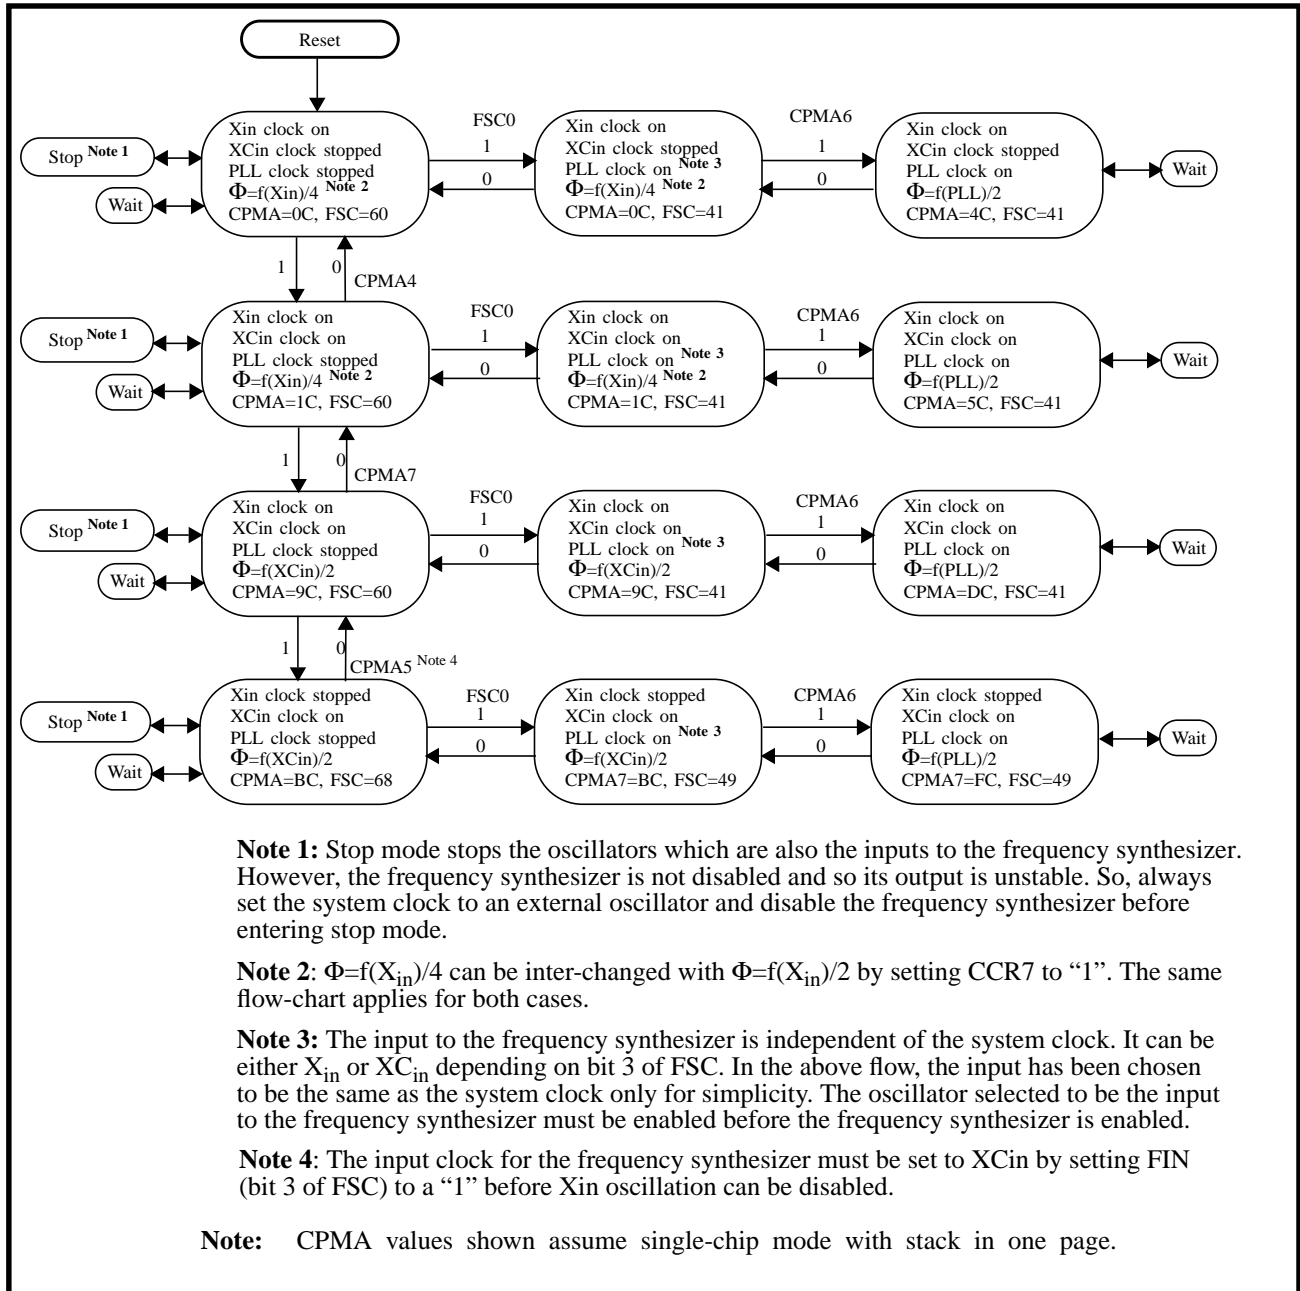 Reset
FSC0
CPMA6
Stop Note 1
Wait
Xin clock on
XCin clock stopped
PLL clock stopped
Φ=f(Xin)/4 Note 2
CPMA=0C, FSC=60
1
0
Xin clock on
XCin clock stopped
PLL clock on Note 3
Φ=f(Xin)/4 Note 2
CPMA=0C, FSC=41
1
0
Xin clock on
XCin clock stopped
PLL clock on
Φ=f(PLL)/2
CPMA=4C, FSC=41
Wait
1
0
CPMA4
FSC0
CPMA6
Stop Note 1
Wait
Xin clock on
XCin clock on
PLL clock stopped
Φ=f(Xin)/4 Note 2
CPMA=1C, FSC=60
1
0
Xin clock on
XCin clock on
PLL clock on Note 3
Φ=f(Xin)/4 Note 2
CPMA=1C, FSC=41
1
0
Xin clock on
XCin clock on
PLL clock on
Φ=f(PLL)/2
CPMA=5C, FSC=41
Wait
1
0
CPMA7
FSC0
CPMA6
Stop Note 1
Wait
Xin clock on
XCin clock on
PLL clock stopped
Φ=f(XCin)/2
CPMA=9C, FSC=60
1
0
Xin clock on
XCin clock on
PLL clock on Note 3
Φ=f(XCin)/2
CPMA=9C, FSC=41
1
0
Xin clock on
XCin clock on
PLL clock on
Φ=f(PLL)/2
CPMA=DC, FSC=41
Wait
1
0
CPMA5 Note 4
FSC0
CPMA6
Stop Note 1
Wait
Xin clock stopped
XCin clock on
PLL clock stopped
Φ=f(XCin)/2
CPMA=BC, FSC=68
1
0
Xin clock stopped
XCin clock on
PLL clock on Note 3
Φ=f(XCin)/2
CPMA7=BC, FSC=49
1
0
Xin clock stopped
XCin clock on
PLL clock on
Φ=f(PLL)/2
CPMA7=FC, FSC=49
Wait
Note 1: Stop mode stops the oscillators which are also the inputs to the frequency synthesizer.
However, the frequency synthesizer is not disabled and so its output is unstable. So, always
set the system clock to an external oscillator and disable the frequency synthesizer before
entering stop mode.
Note 2: Φ=f(Xin)/4 can be inter-changed with Φ=f(Xin)/2 by setting CCR7 to “1”. The same
flow-chart applies for both cases.
Note 3: The input to the frequency synthesizer is independent of the system clock. It can be
either Xin or XCin depending on bit 3 of FSC. In the above flow, the input has been chosen
to be the same as the system clock only for simplicity. The oscillator selected to be the input
to the frequency synthesizer must be enabled before the frequency synthesizer is enabled.
Note 4: The input clock for the frequency synthesizer must be set to XCin by setting FIN
(bit 3 of FSC) to a “1” before Xin oscillation can be disabled.
Note: CPMA values shown assume single-chip mode with stack in one page.